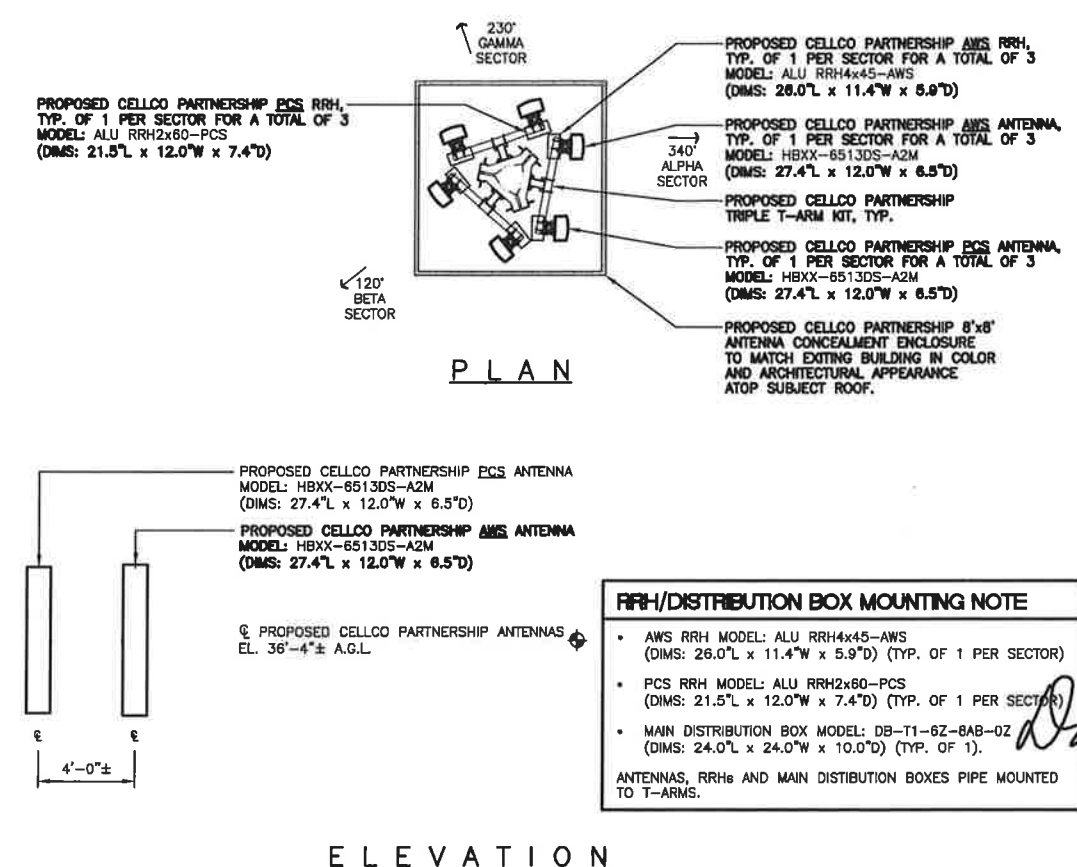 230°
GAMMA
SECTOR
PROPOSED CELLCO PARTNERSHIP PCS RRH,
TYP. OF 1 PER SECTOR FOR A TOTAL OF 3
MODEL: ALU RRH2x60-PCS
(DIMS: 21.5"L x 12.0"W x 7.4"D)
PROPOSED CELLCO PARTNERSHIP AWS RRH,
TYP. OF 1 PER SECTOR FOR A TOTAL OF 3
MODEL: ALU RRH4x45-AWS
(DIMS: 26.0"L x 11.4"W x 5.9"D)
340°
ALPHA
SECTOR
PROPOSED CELLCO PARTNERSHIP AWS ANTENNA,
TYP. OF 1 PER SECTOR FOR A TOTAL OF 3
MODEL: HBXX-6513DS-A2M
(DIMS: 27.4"L x 12.0"W x 6.5"D)
PROPOSED CELLCO PARTNERSHIP
TRIPLE T-ARM KIT, TYP.
PROPOSED CELLCO PARTNERSHIP PCS ANTENNA,
TYP. OF 1 PER SECTOR FOR A TOTAL OF 3
MODEL: HBXX-6513DS-A2M
(DIMS: 27.4"L x 12.0"W x 6.5"D)
120°
BETA
SECTOR
PROPOSED CELLCO PARTNERSHIP 8'x8'
ANTENNA CONCEALMENT ENCLOSURE
TO MATCH EXITING BUILDING IN COLOR
AND ARCHITECTURAL APPEARANCE
ATOP SUBJECT ROOF.
PLAN
PROPOSED CELLCO PARTNERSHIP PCS ANTENNA
MODEL: HBXX-6513DS-A2M
(DIMS: 27.4"L x 12.0"W x 6.5"D)
PROPOSED CELLCO PARTNERSHIP AWS ANTENNA
MODEL: HBXX-6513DS-A2M
(DIMS: 27.4"L x 12.0"W x 6.5"D)
℄ PROPOSED CELLCO PARTNERSHIP ANTENNAS
EL. 36'-4"± A.G.L.
℄ ℄
4'-0"±
RRH/DISTRIBUTION BOX MOUNTING NOTE
• AWS RRH MODEL: ALU RRH4x45-AWS
(DIMS: 26.0"L x 11.4"W x 5.9"D) (TYP. OF 1 PER SECTOR)
• PCS RRH MODEL: ALU RRH2x60-PCS
(DIMS: 21.5"L x 12.0"W x 7.4"D) (TYP. OF 1 PER SECTOR)
• MAIN DISTRIBUTION BOX MODEL: DB-T1-6Z-8AB-0Z
(DIMS: 24.0"L x 24.0"W x 10.0"D) (TYP. OF 1).
ANTENNAS, RRHs AND MAIN DISTIBUTION BOXES PIPE MOUNTED
TO T-ARMS.
ELEVATION